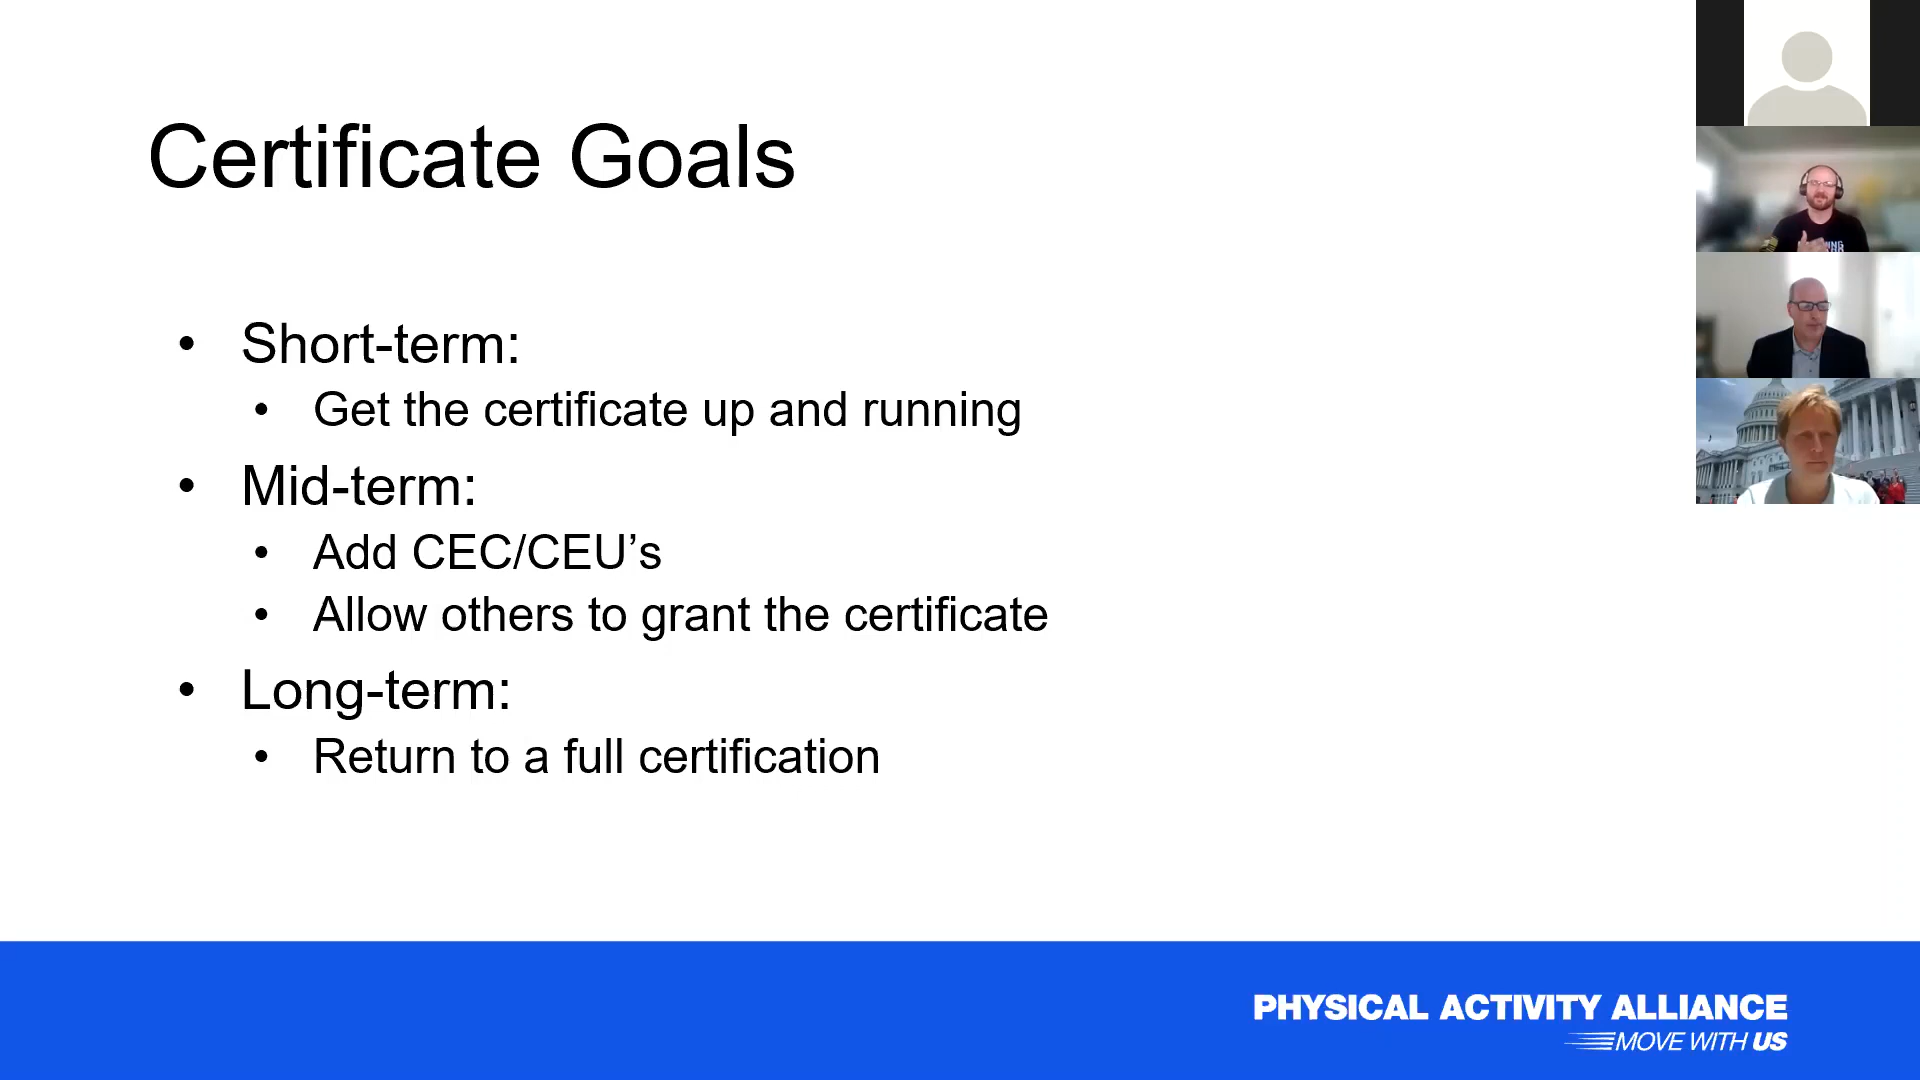 Certificate Goals
• Short-term:
• Get the certificate up and running
• Mid-term:
• Add CEC/CEU’s
• Allow others to grant the certificate
• Long-term:
• Return to a full certification
PHYSICAL ACTIVITY ALLIANCE
MOVE WITH US